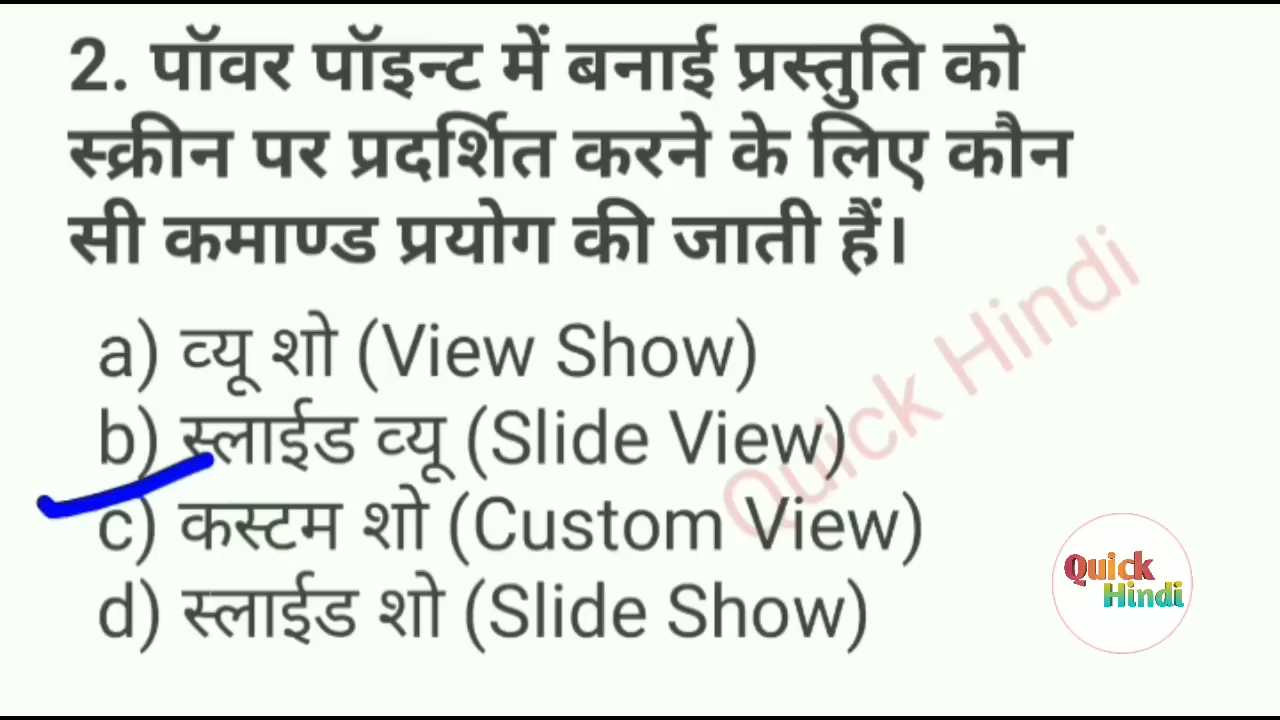 2. पॉवर पॉइन्ट में बनाई प्रस्तुति को
स्क्रीन पर प्रदर्शित करने के लिए कौन
सी कमाण्ड प्रयोग की जाती हैं।
a) व्यू शो (View Show)
b) स्लाईड व्यू (Slide View)
c) कस्टम शो (Custom View)
d) स्लाईड शो (Slide Show)
Quick Hindi
Quick
Hindi